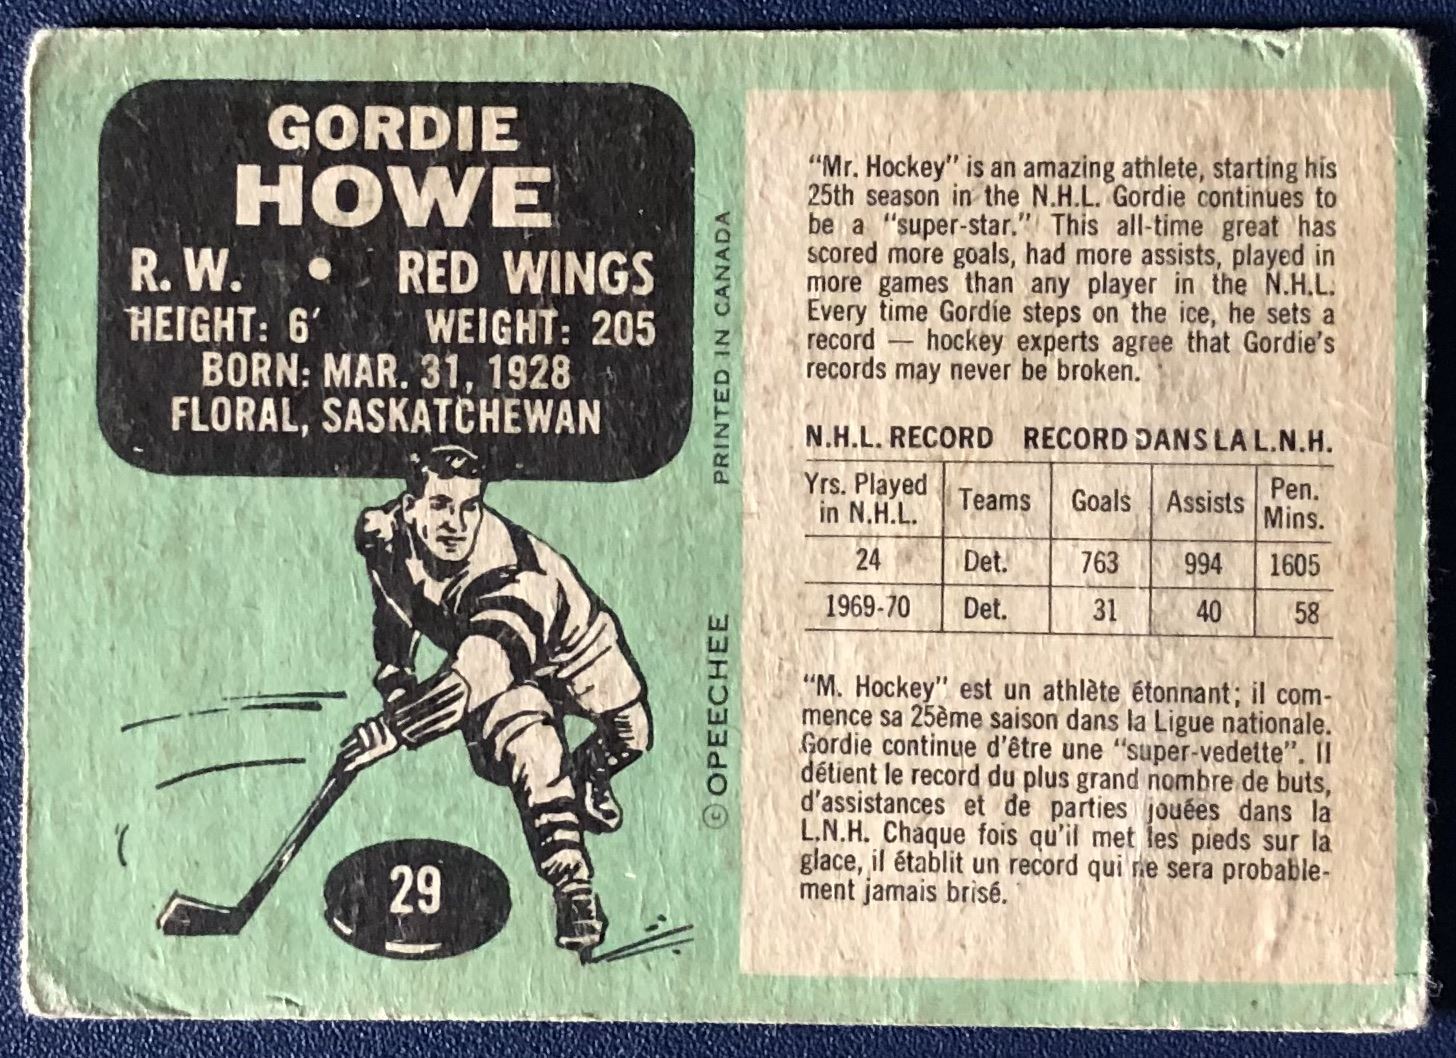 GORDIE
HOWE
R.W. • RED WINGS
HEIGHT: 6' WEIGHT: 205
BORN: MAR. 31, 1928
FLORAL, SASKATCHEWAN
29
© OPEECHEE PRINTED IN CANADA
"Mr. Hockey" is an amazing athlete, starting his
25th season in the N.H.L. Gordie continues to
be a "super-star." This all-time great has
scored more goals, had more assists, played in
more games than any player in the N.H.L.
Every time Gordie steps on the ice, he sets a
record — hockey experts agree that Gordie's
records may never be broken.
N.H.L. RECORD RECORD DANS LA L.N.H.
Yrs. Played in N.H.L. Teams Goals Assists Pen. Mins.
24 Det. 763 994 1605
1969-70 Det. 31 40 58
"M. Hockey" est un athlète étonnant; il com-
mence sa 25ème saison dans la Ligue nationale.
Gordie continue d'être une "super-vedette". Il
détient le record du plus grand nombre de buts,
d'assistances et de parties jouées dans la
L.N.H. Chaque fois qu'il met les pieds sur la
glace, il établit un record qui ne sera probable-
ment jamais brisé.